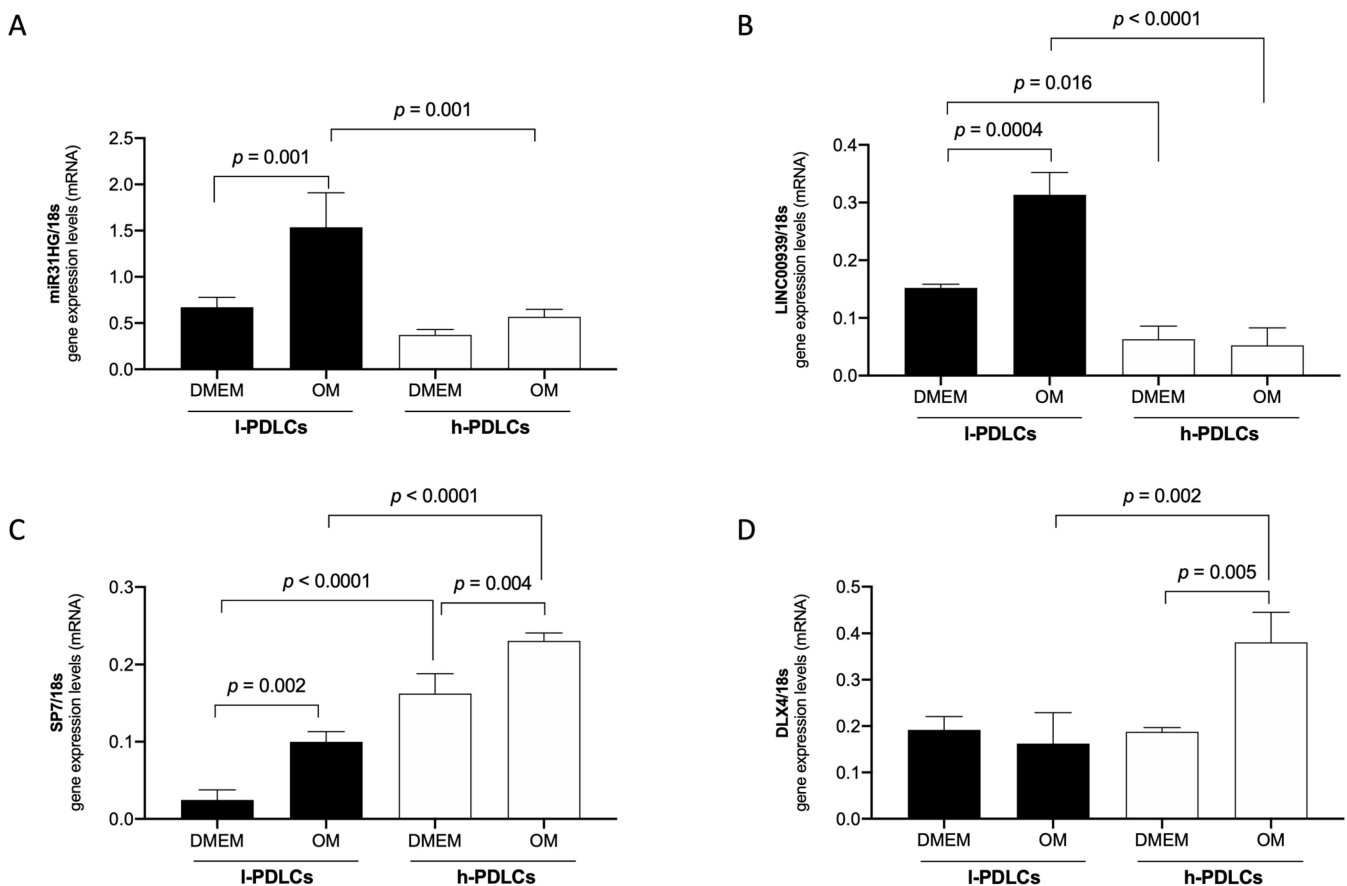 A
p = 0.001
p = 0.001
2.5
2.0
1.5
1.0
0.5
0.0
miR31HG/18s
gene expression levels (mRNA)
DMEM OM DMEM OM
l-PDLCs h-PDLCs
B
p < 0.0001
p = 0.016
p = 0.0004
0.4
0.3
0.2
0.1
0.0
LINC00939/18s
gene expression levels (mRNA)
DMEM OM DMEM OM
l-PDLCs h-PDLCs
C
p < 0.0001
p < 0.0001
p = 0.004
p = 0.002
0.3
0.2
0.1
0.0
SP7/18s
gene expression levels (mRNA)
DMEM OM DMEM OM
l-PDLCs h-PDLCs
D
p = 0.002
p = 0.005
0.5
0.4
0.3
0.2
0.1
0.0
DLX4/18s
gene expression levels (mRNA)
DMEM OM DMEM OM
l-PDLCs h-PDLCs